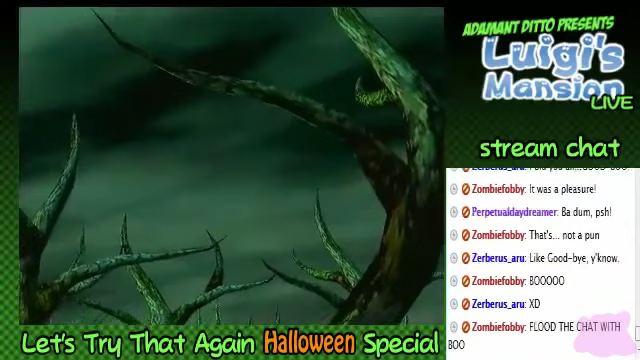 ADAMANT DITTO PRESENTS
Luigi's
Mansion
LIVE
stream chat
Zerberus_aru:
Zombiefobby: It was a pleasure!
Perpetualdaydreamer: Ba dum, psh!
Zombiefobby: That's... not a pun
Zerberus_aru: Like Good-bye, y'know.
Zombiefobby: BOOOOO
Zerberus_aru: XD
Zombiefobby: FLOOD THE CHAT WITH
BOO
Let's Try That Again Halloween Special